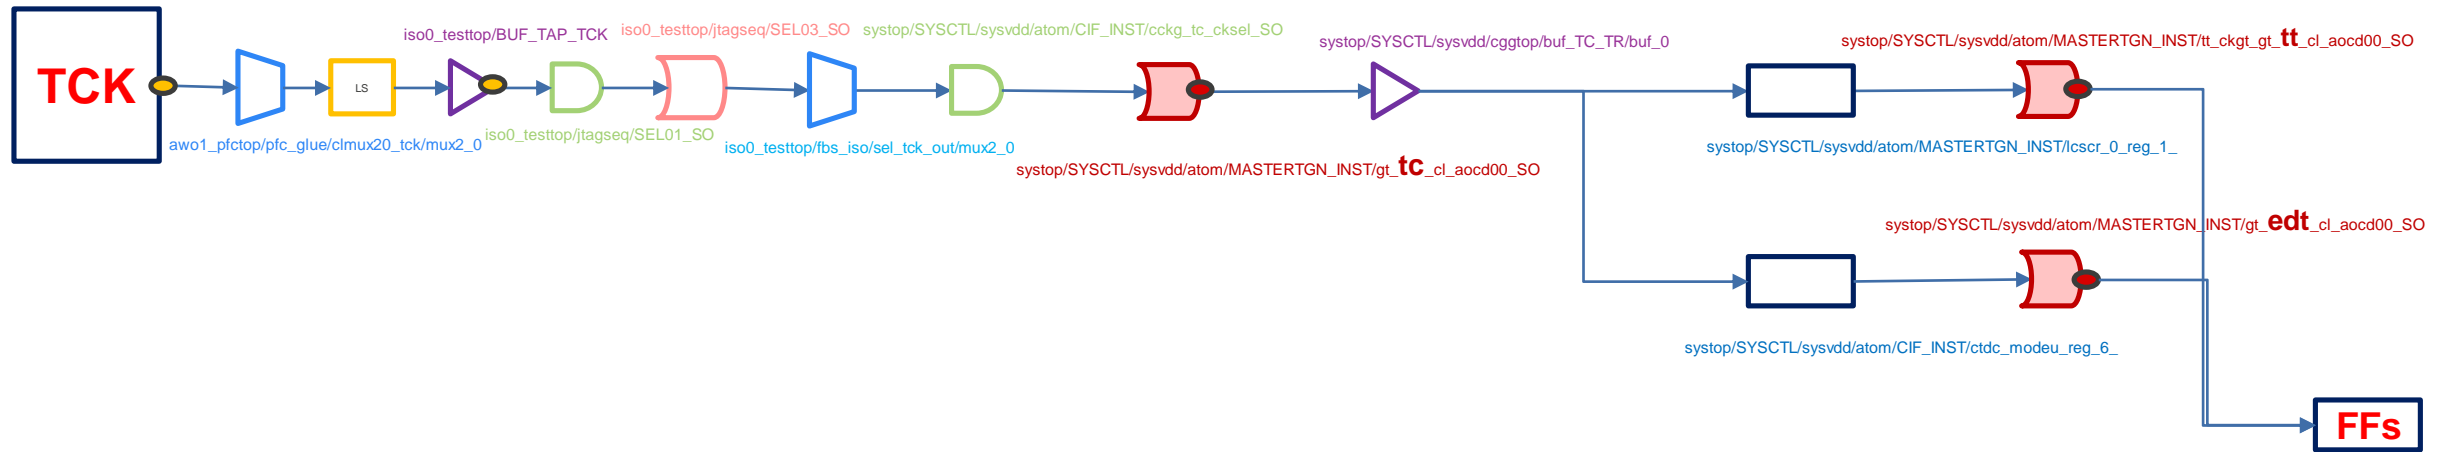 TCK
LS
iso0_testtop/BUF_TAP_TCK
iso0_testtop/jtagseq/SEL03_SO
systop/SYSCTL/sysvdd/atom/CIF_INST/cckg_tc_cksel_SO
systop/SYSCTL/sysvdd/cggtop/buf_TC_TR/buf_0
systop/SYSCTL/sysvdd/atom/MASTERTGN_INST/tt_ckgt_gt_tt_cl_aocd00_SO
awo1_pfctop/pfc_glue/clmux20_tck/mux2_0
iso0_testtop/jtagseq/SEL01_SO
iso0_testtop/fbs_iso/sel_tck_out/mux2_0
systop/SYSCTL/sysvdd/atom/MASTERTGN_INST/gt_tc_cl_aocd00_SO
systop/SYSCTL/sysvdd/atom/MASTERTGN_INST/lcscr_0_reg_1_
systop/SYSCTL/sysvdd/atom/MASTERTGN_INST/gt_edt_cl_aocd00_SO
systop/SYSCTL/sysvdd/atom/CIF_INST/ctdc_modeu_reg_6_
FFs